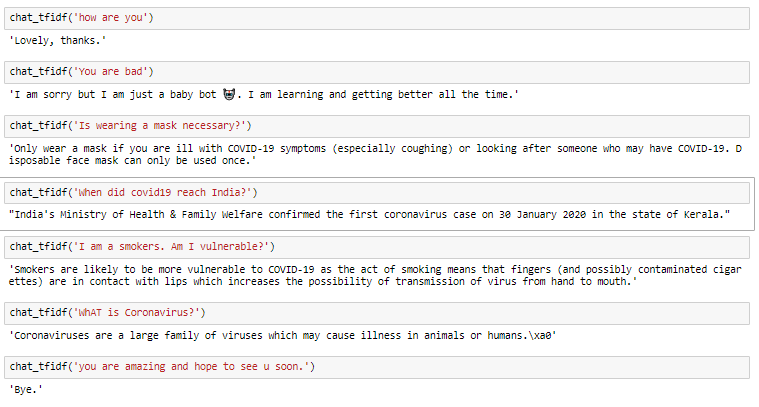 chat_tfidf('how are you')
'Lovely, thanks.'
chat_tfidf('You are bad')
'I am sorry but I am just a baby bot 😺. I am learning and getting better all the time.'
chat_tfidf('Is wearing a mask necessary?')
'Only wear a mask if you are ill with COVID-19 symptoms (especially coughing) or looking after someone who may have COVID-19. D
isposable face mask can only be used once.'
chat_tfidf('When did covid19 reach India?')
"India's Ministry of Health & Family Welfare confirmed the first coronavirus case on 30 January 2020 in the state of Kerala."
chat_tfidf('I am a smokers. Am I vulnerable?')
'Smokers are likely to be more vulnerable to COVID-19 as the act of smoking means that fingers (and possibly contaminated cigar
ettes) are in contact with lips which increases the possibility of transmission of virus from hand to mouth.'
chat_tfidf('WhAT is Coronavirus?')
'Coronaviruses are a large family of viruses which may cause illness in animals or humans.\xa0'
chat_tfidf('you are amazing and hope to see u soon.')
'Bye.'